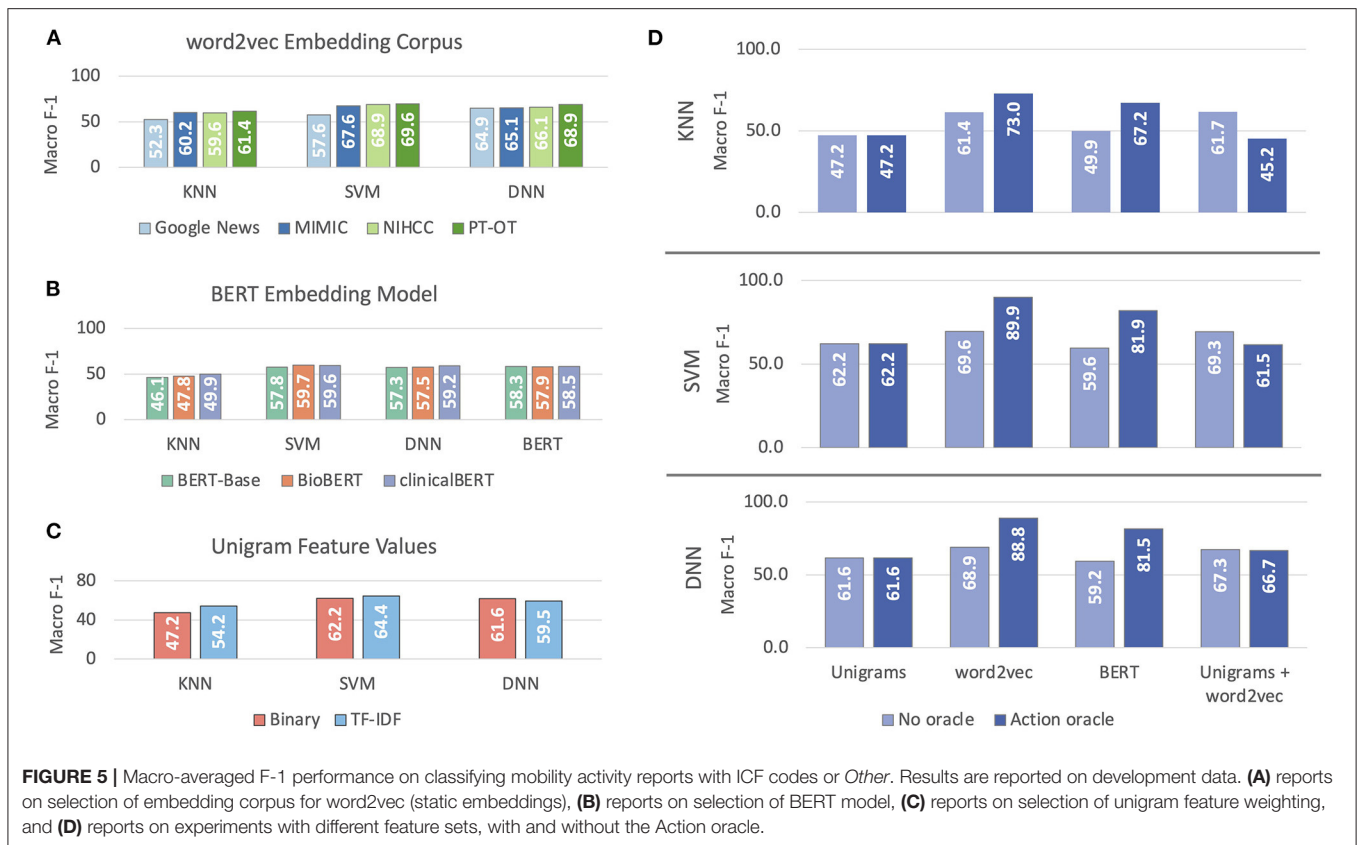 A
word2vec Embedding Corpus
Macro F-1
100
50
0
52.3
60.2
59.6
61.4
57.6
67.6
68.9
69.6
64.9
65.1
66.1
68.9
KNN
SVM
DNN
Google News
MIMIC
NIHCC
PT-OT
B
BERT Embedding Model
Macro F-1
100
50
0
46.1
47.8
49.9
57.8
59.7
59.6
57.3
57.5
59.2
58.3
57.9
58.5
KNN
SVM
DNN
BERT
BERT-Base
BioBERT
clinicalBERT
C
Unigram Feature Values
Macro F-1
80
40
0
47.2
54.2
62.2
64.4
61.6
59.5
KNN
SVM
DNN
Binary
TF-IDF
D
KNN
Macro F-1
100.0
50.0
0.0
47.2
47.2
61.4
73.0
49.9
67.2
61.7
45.2
SVM
Macro F-1
100.0
50.0
0.0
62.2
62.2
69.6
89.9
59.6
81.9
69.3
61.5
DNN
Macro F-1
100.0
50.0
0.0
61.6
61.6
68.9
88.8
59.2
81.5
67.3
66.7
Unigrams
word2vec
BERT
Unigrams +
word2vec
No oracle
Action oracle
FIGURE 5 | Macro-averaged F-1 performance on classifying mobility activity reports with ICF codes or Other. Results are reported on development data. (A) reports
on selection of embedding corpus for word2vec (static embeddings), (B) reports on selection of BERT model, (C) reports on selection of unigram feature weighting,
and (D) reports on experiments with different feature sets, with and without the Action oracle.